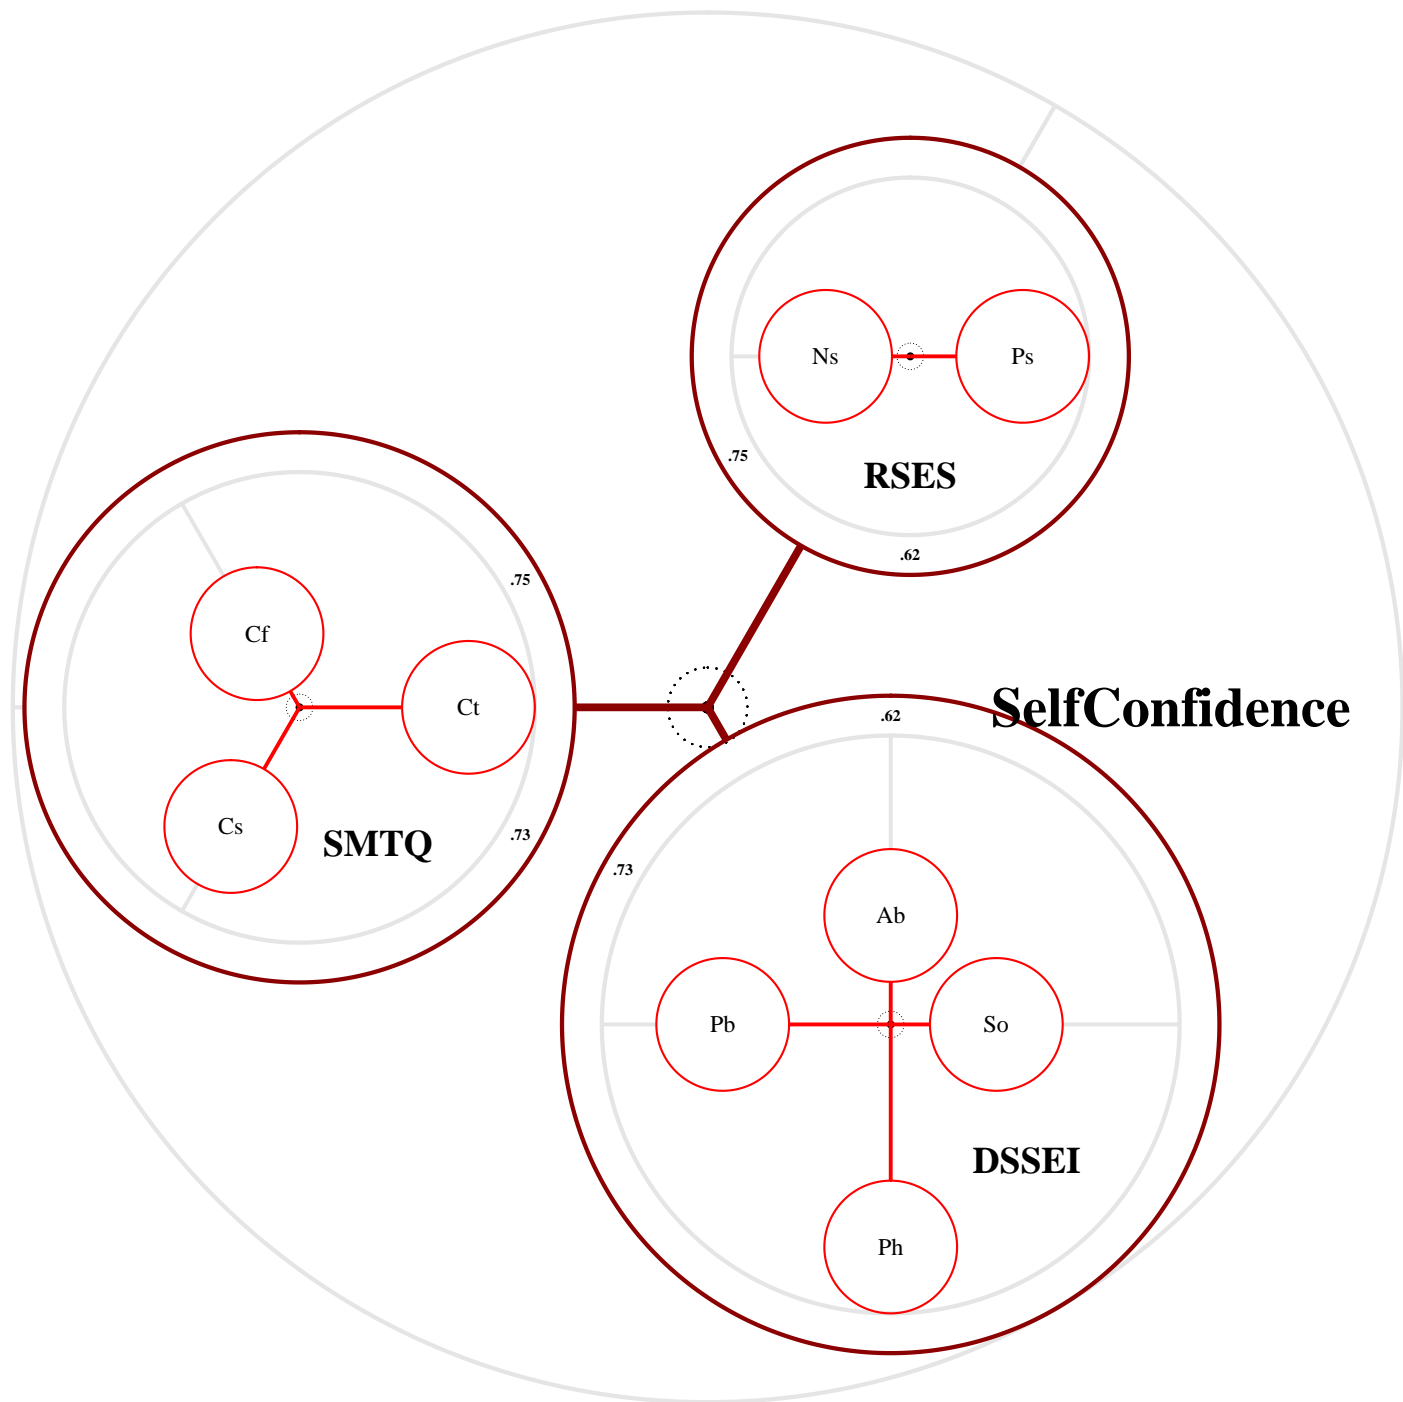 Ns
Ps
.75
RSES
.62
.75
Cf
Ct
SelfConfidence
.62
Cs
.73
SMTQ
.73
Ab
Pb
So
DSSEI
Ph